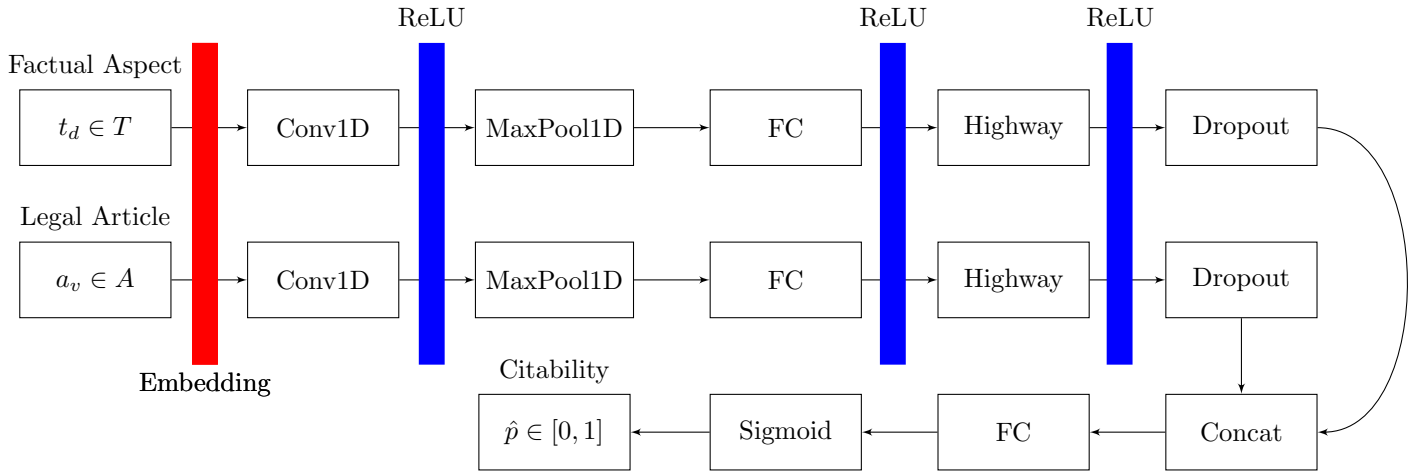 ReLU ReLU ReLU
Factual Aspect
t_d ∈ T Conv1D MaxPool1D FC Highway Dropout
Legal Article
a_v ∈ A Conv1D MaxPool1D FC Highway Dropout
Embedding Citability
p̂ ∈ [0, 1] Sigmoid FC Concat